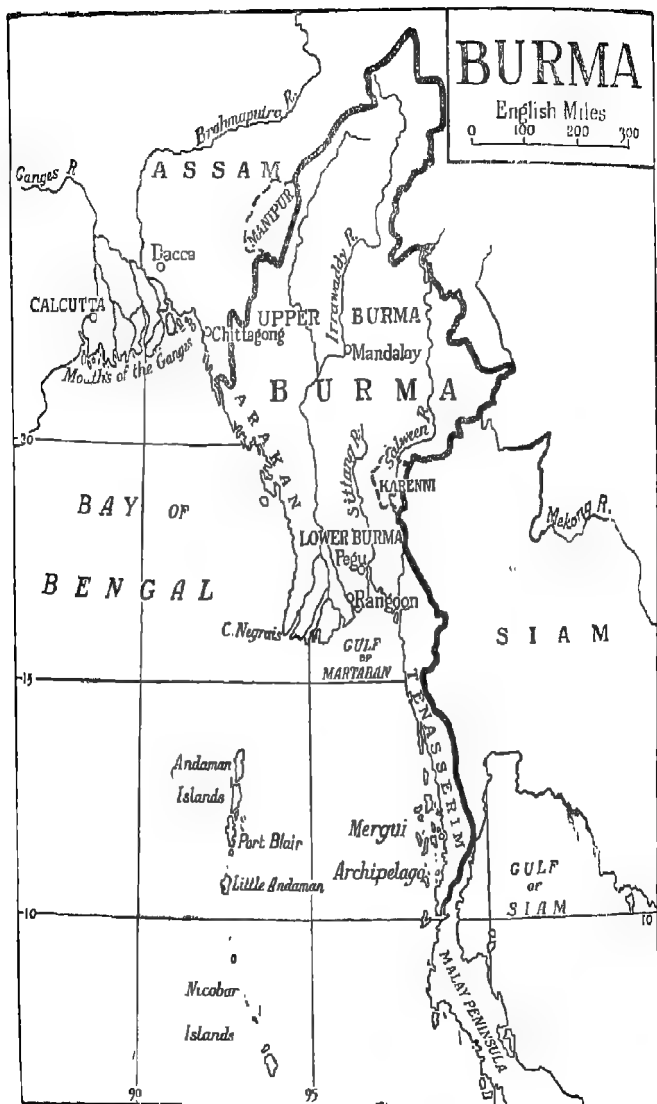 BURMA
English Miles
0 100 200 300
Brahmaputra R.
Ganges R
ASSAM
MANIPUR
Dacca
CALCUTTA
Chittagong
Mouths of the Ganges
UPPER BURMA
Irrawaddy R.
Mandalay
BURMA
ARAKAN
Salween R.
Sittang R.
KARENNI
20
BAY OF
BENGAL
Mekong R.
LOWER BURMA
Pegu
Rangoon
C. Negrais
GULF
OF
MARTABAN
SIAM
15
TENASSERIM
Andaman
Islands
Port Blair
Little Andaman
Mergui
Archipelago
GULF
OF
SIAM
10
10
Nicobar
Islands
MALAY PENINSULA
90
95